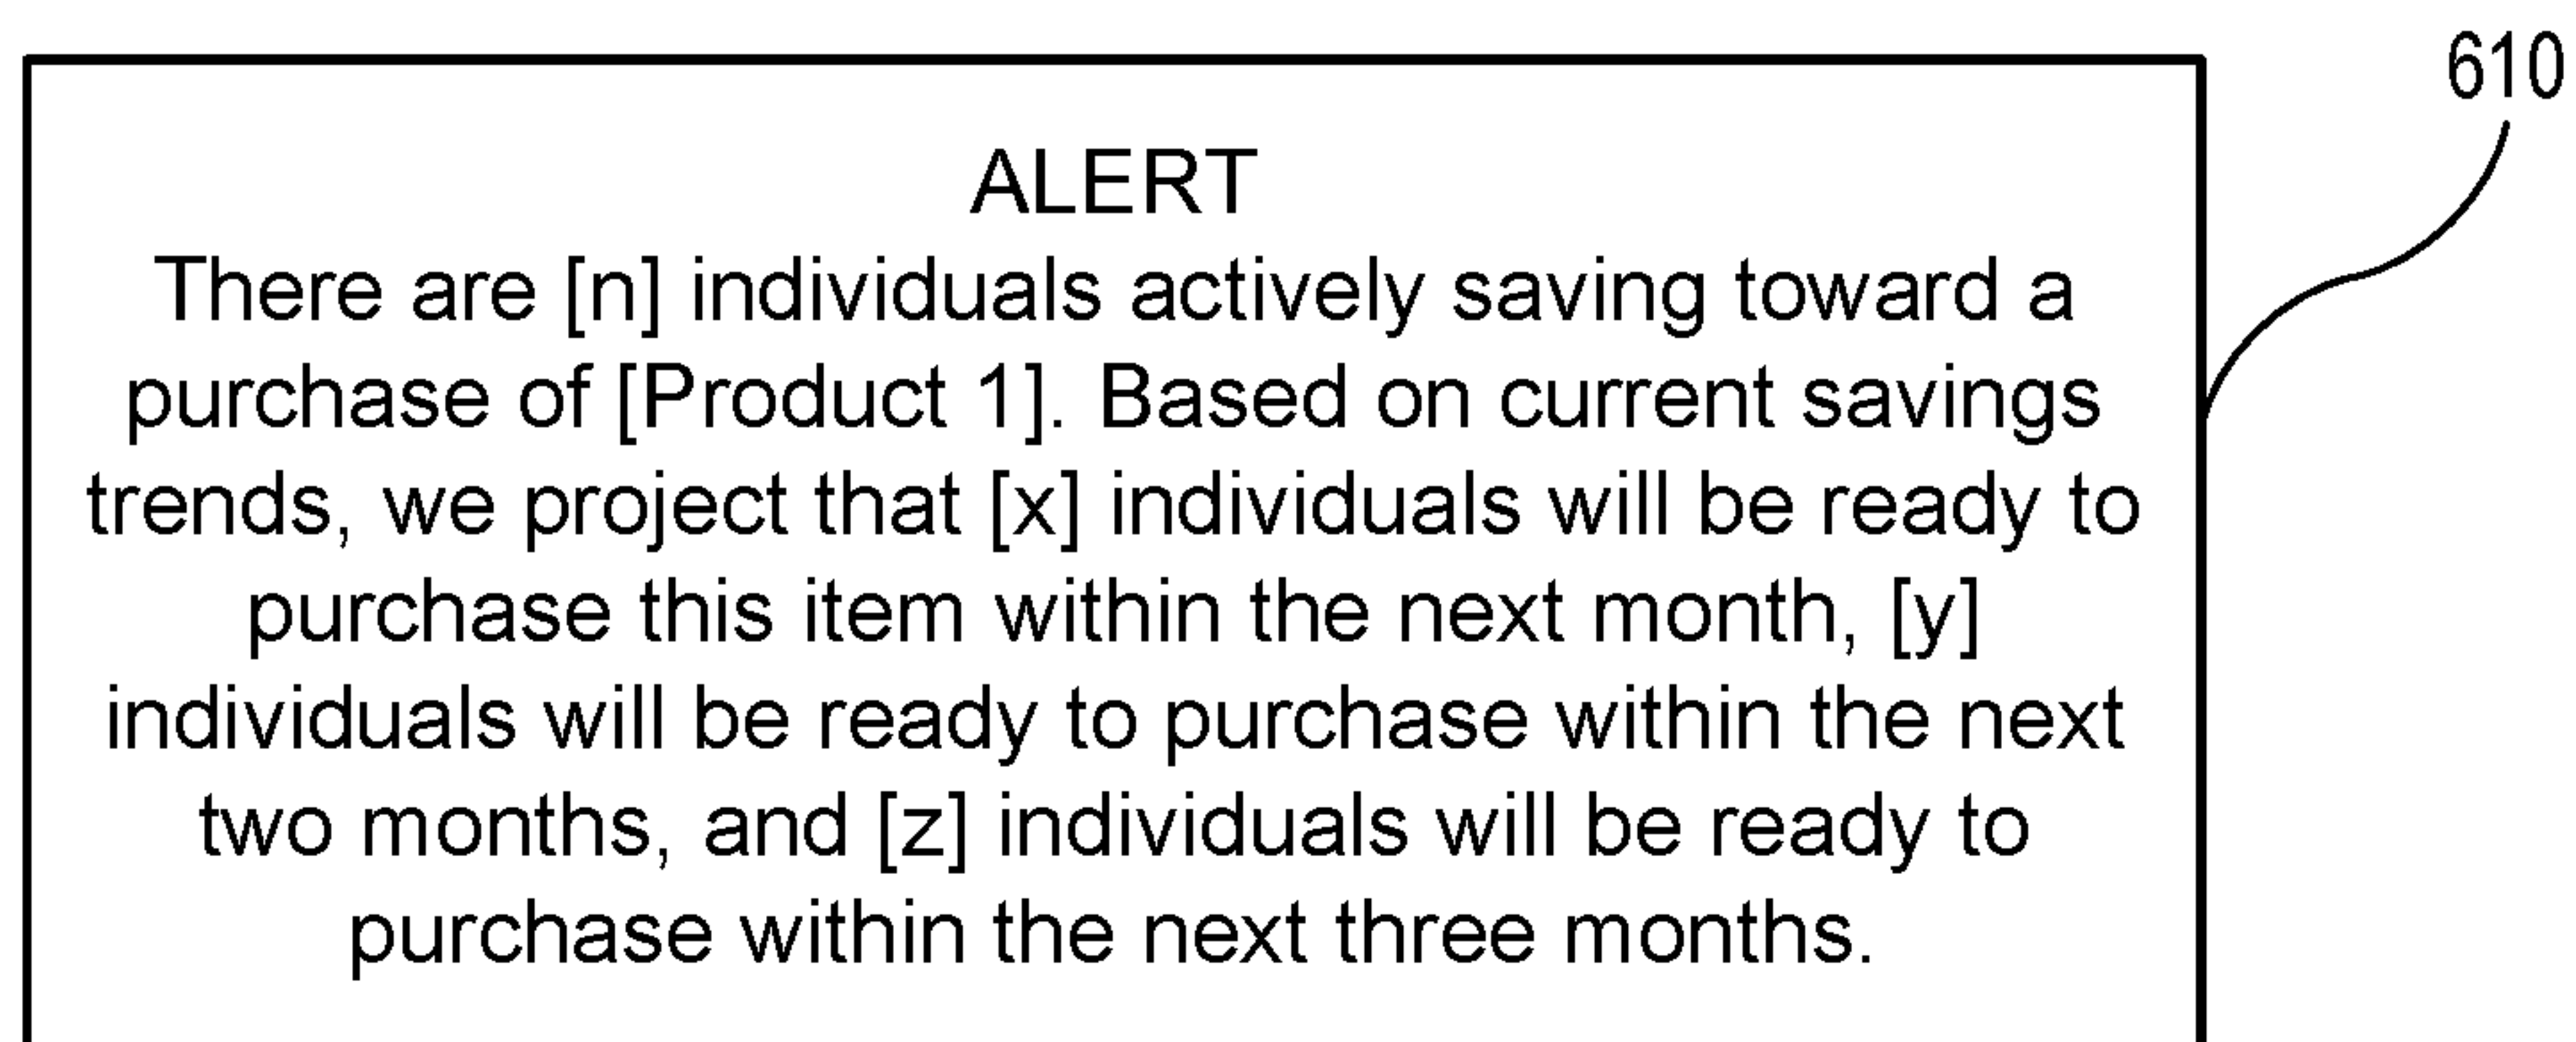 610
ALERT
There are [n] individuals actively saving toward a
purchase of [Product 1]. Based on current savings
trends, we project that [x] individuals will be ready to
purchase this item within the next month, [y]
individuals will be ready to purchase within the next
two months, and [z] individuals will be ready to
purchase within the next three months.